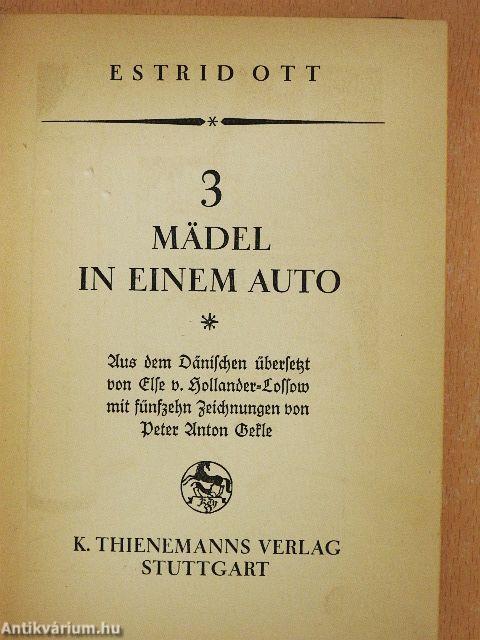 ESTRID OTT
3
MÄDEL
IN EINEM AUTO
Aus dem Dänischen übersetzt
von Else v. Hollander-Lossow
mit fünfzehn Zeichnungen von
Peter Anton Gekle
K. THIENEMANNS VERLAG
STUTTGART
Antikvárium.hu